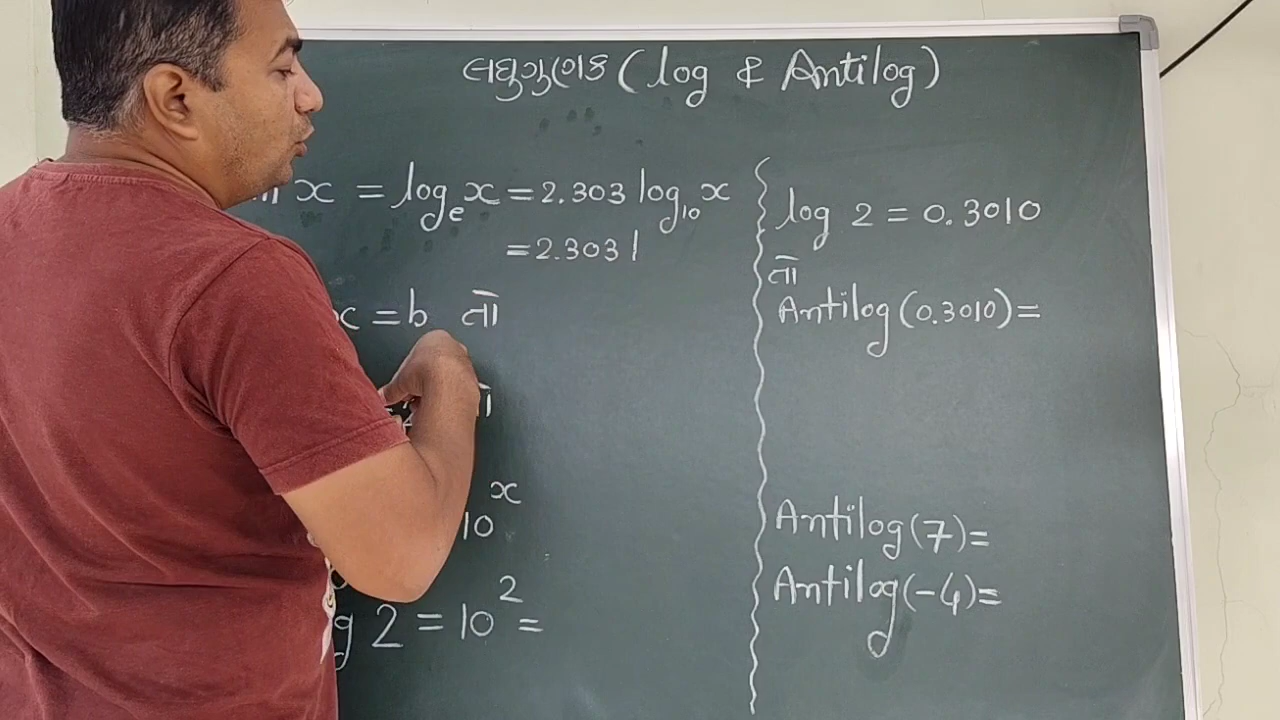 લઘુગુણક (log & Antilog)
x = logₑx = 2.303 log₁₀x
= 2.303 l
x = b તો
x
10
g 2 = 10² =
log 2 = 0.3010
તો
Antilog(0.3010) =
Antilog(7) =
Antilog(-4) =